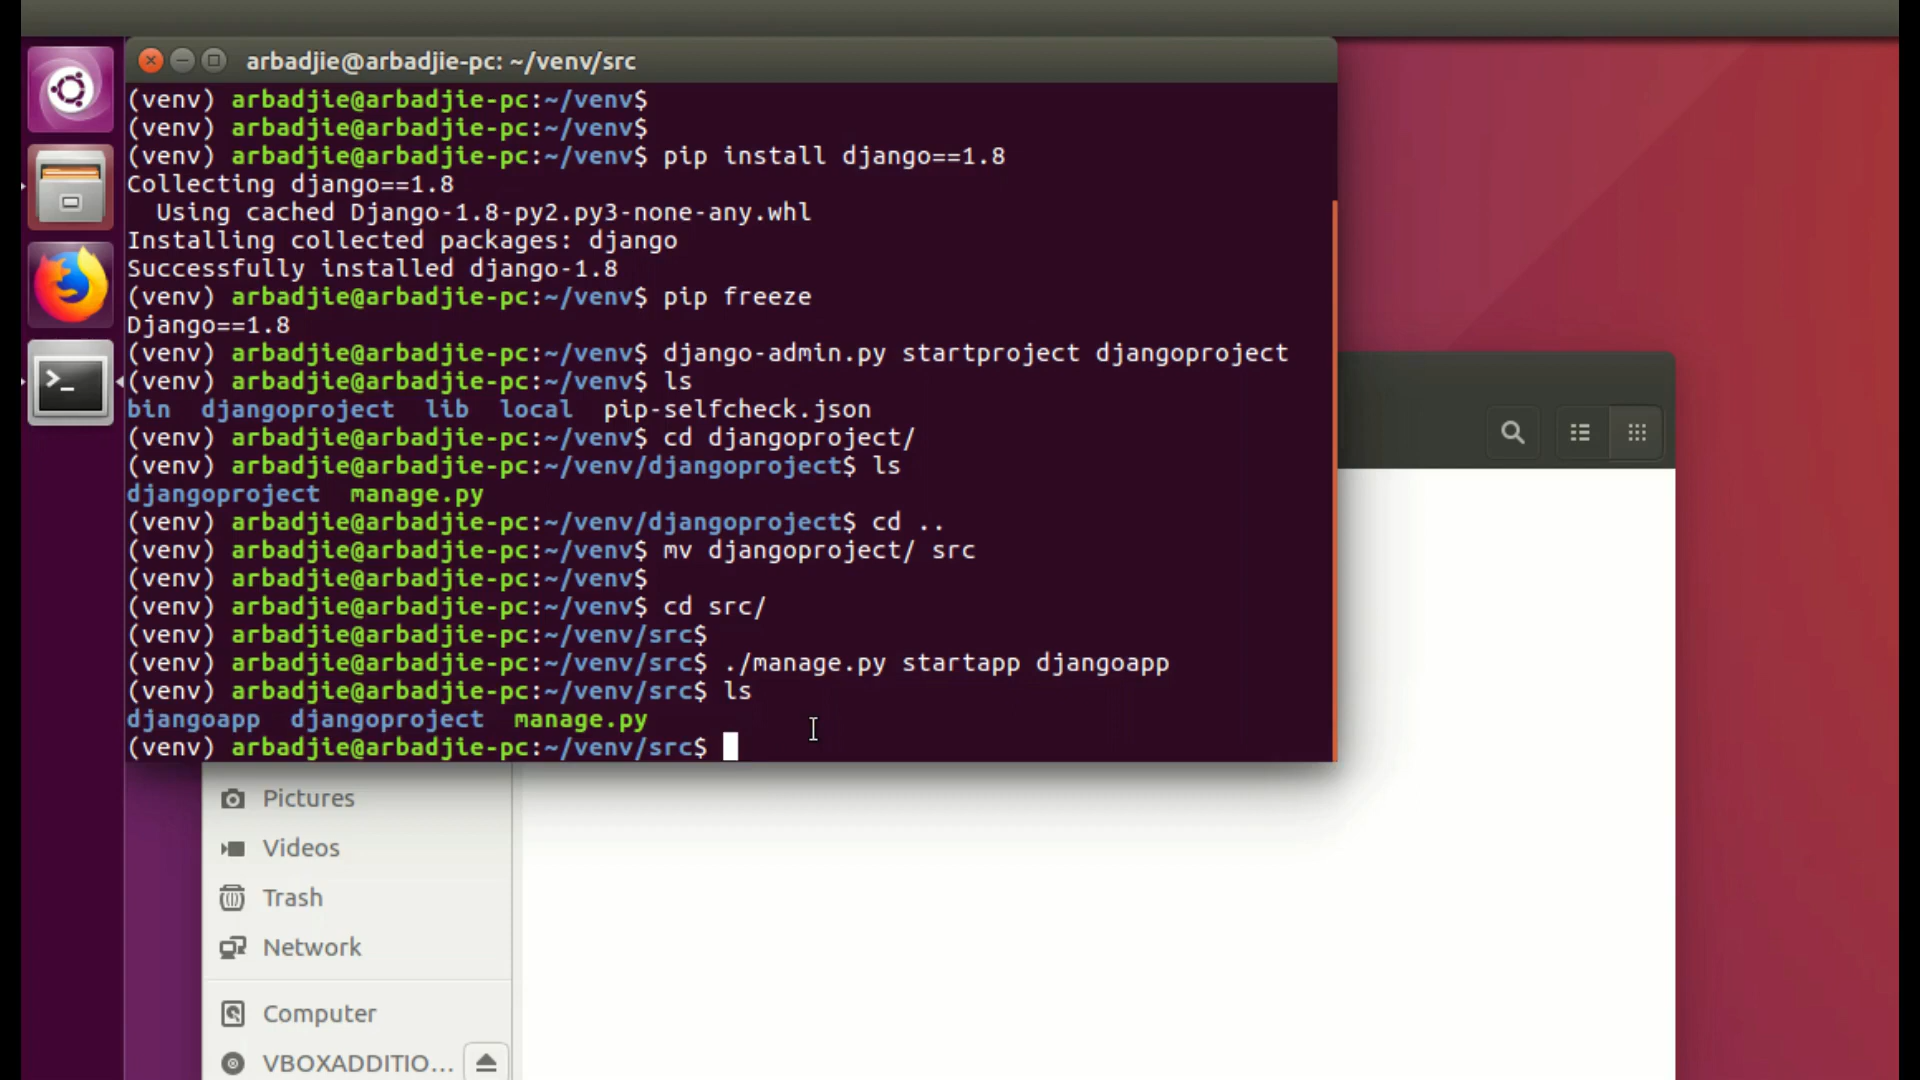 arbadjie@arbadjie-pc: ~/venv/src
(venv) arbadjie@arbadjie-pc:~/venv$
(venv) arbadjie@arbadjie-pc:~/venv$
(venv) arbadjie@arbadjie-pc:~/venv$ pip install django==1.8
Collecting django==1.8
  Using cached Django-1.8-py2.py3-none-any.whl
Installing collected packages: django
Successfully installed django-1.8
(venv) arbadjie@arbadjie-pc:~/venv$ pip freeze
Django==1.8
(venv) arbadjie@arbadjie-pc:~/venv$ django-admin.py startproject djangoproject
(venv) arbadjie@arbadjie-pc:~/venv$ ls
bin  djangoproject  lib  local  pip-selfcheck.json
(venv) arbadjie@arbadjie-pc:~/venv$ cd djangoproject/
(venv) arbadjie@arbadjie-pc:~/venv/djangoproject$ ls
djangoproject  manage.py
(venv) arbadjie@arbadjie-pc:~/venv/djangoproject$ cd ..
(venv) arbadjie@arbadjie-pc:~/venv$ mv djangoproject/ src
(venv) arbadjie@arbadjie-pc:~/venv$
(venv) arbadjie@arbadjie-pc:~/venv$ cd src/
(venv) arbadjie@arbadjie-pc:~/venv/src$
(venv) arbadjie@arbadjie-pc:~/venv/src$ ./manage.py startapp djangoapp
(venv) arbadjie@arbadjie-pc:~/venv/src$ ls
djangoapp  djangoproject  manage.py
(venv) arbadjie@arbadjie-pc:~/venv/src$
Pictures
Videos
Trash
Network
Computer
VBOXADDITIO...